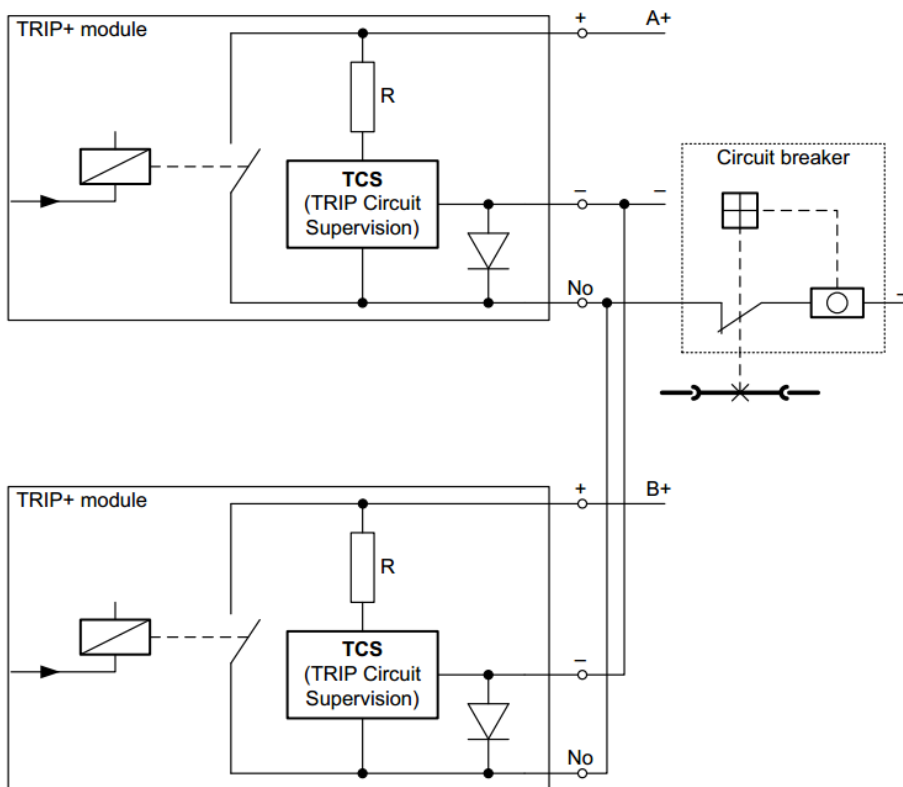 TRIP+ module
+ A+
R
Circuit breaker
TCS
(TRIP Circuit
Supervision)
– –
No
–
TRIP+ module
+ B+
R
TCS
(TRIP Circuit
Supervision)
–
No